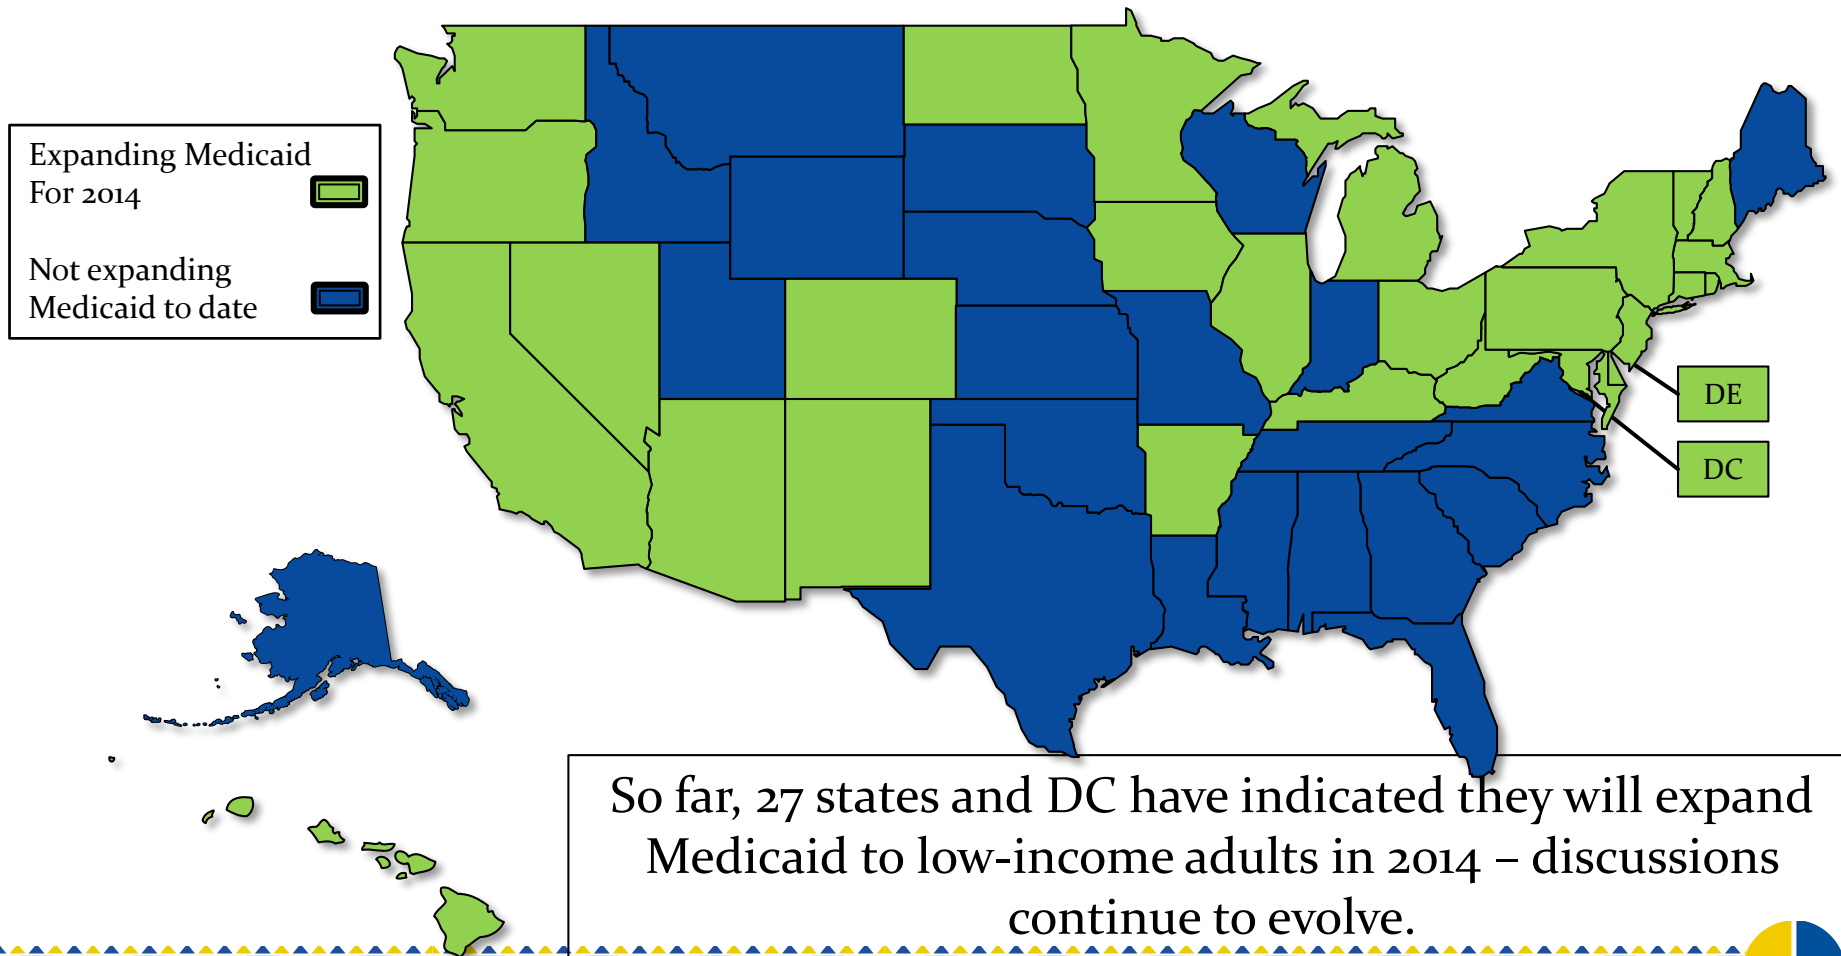 Expanding Medicaid
For 2014
Not expanding
Medicaid to date
DE
DC
So far, 27 states and DC have indicated they will expand
Medicaid to low-income adults in 2014 – discussions
continue to evolve.